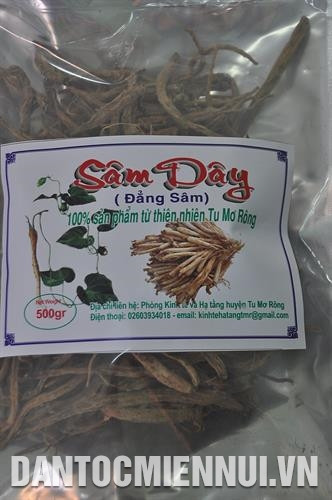 Sâm Dây
( Đẳng Sâm)
100% sản phẩm từ thiên nhiên Tu Mơ Rông
Net Weight
500gr
Địa chỉ liên hệ: Phòng Kinh tế và Hạ tầng huyện Tu Mơ Rông
Điện thoại: 02603934018 - email: kinhtehatangtmr@gmail.com
DANTOCMIENNUI.VN